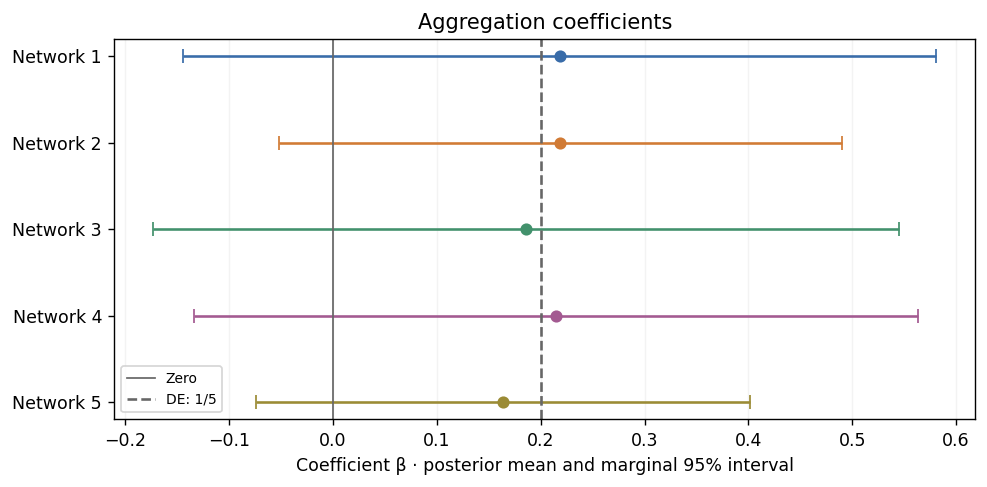 Aggregation coefficients
Network 1
Network 2
Network 3
Network 4
Network 5
Zero
DE: 1/5
−0.2 −0.1 0.0 0.1 0.2 0.3 0.4 0.5 0.6
Coefficient β · posterior mean and marginal 95% interval